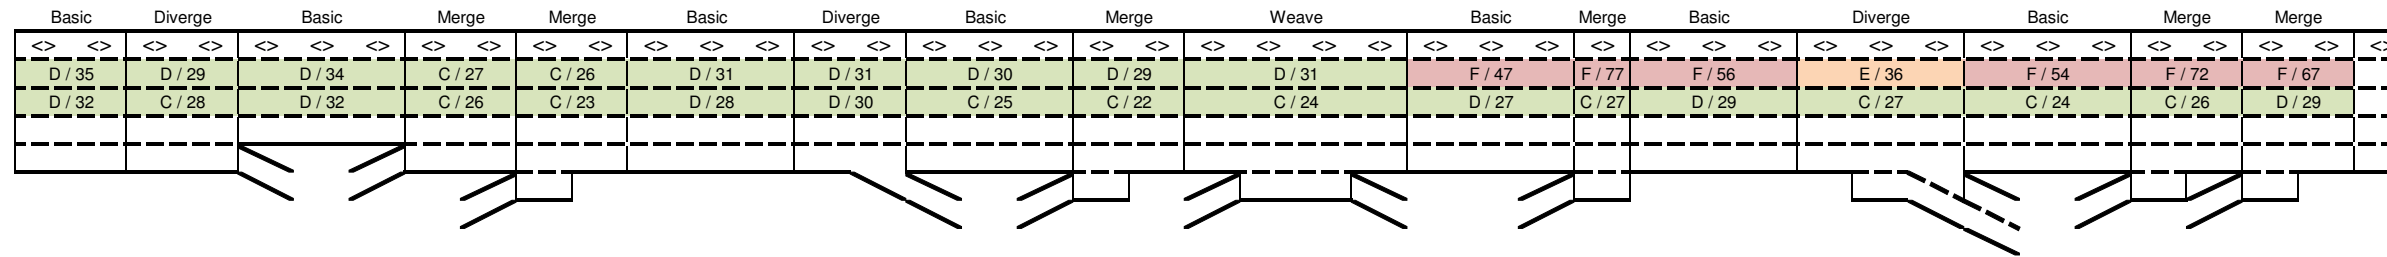 Basic Diverge Basic Merge Merge Basic Diverge Basic Merge Weave Basic Merge Basic Diverge Basic Merge Merge
<> <> <> <> <> <> <> <> <> <> <> <> <> <> <> <> <> <> <> <> <> <> <> <> <> <> <> <> <> <> <> <> <> <> <> <> <> <> <> <> <> <>
D / 35 D / 29 D / 34 C / 27 C / 26 D / 31 D / 31 D / 30 D / 29 D / 31 F / 47 F / 77 F / 56 E / 36 F / 54 F / 72 F / 67
D / 32 C / 28 D / 32 C / 26 C / 23 D / 28 D / 30 C / 25 C / 22 C / 24 D / 27 C / 27 D / 29 C / 27 C / 24 C / 26 D / 29